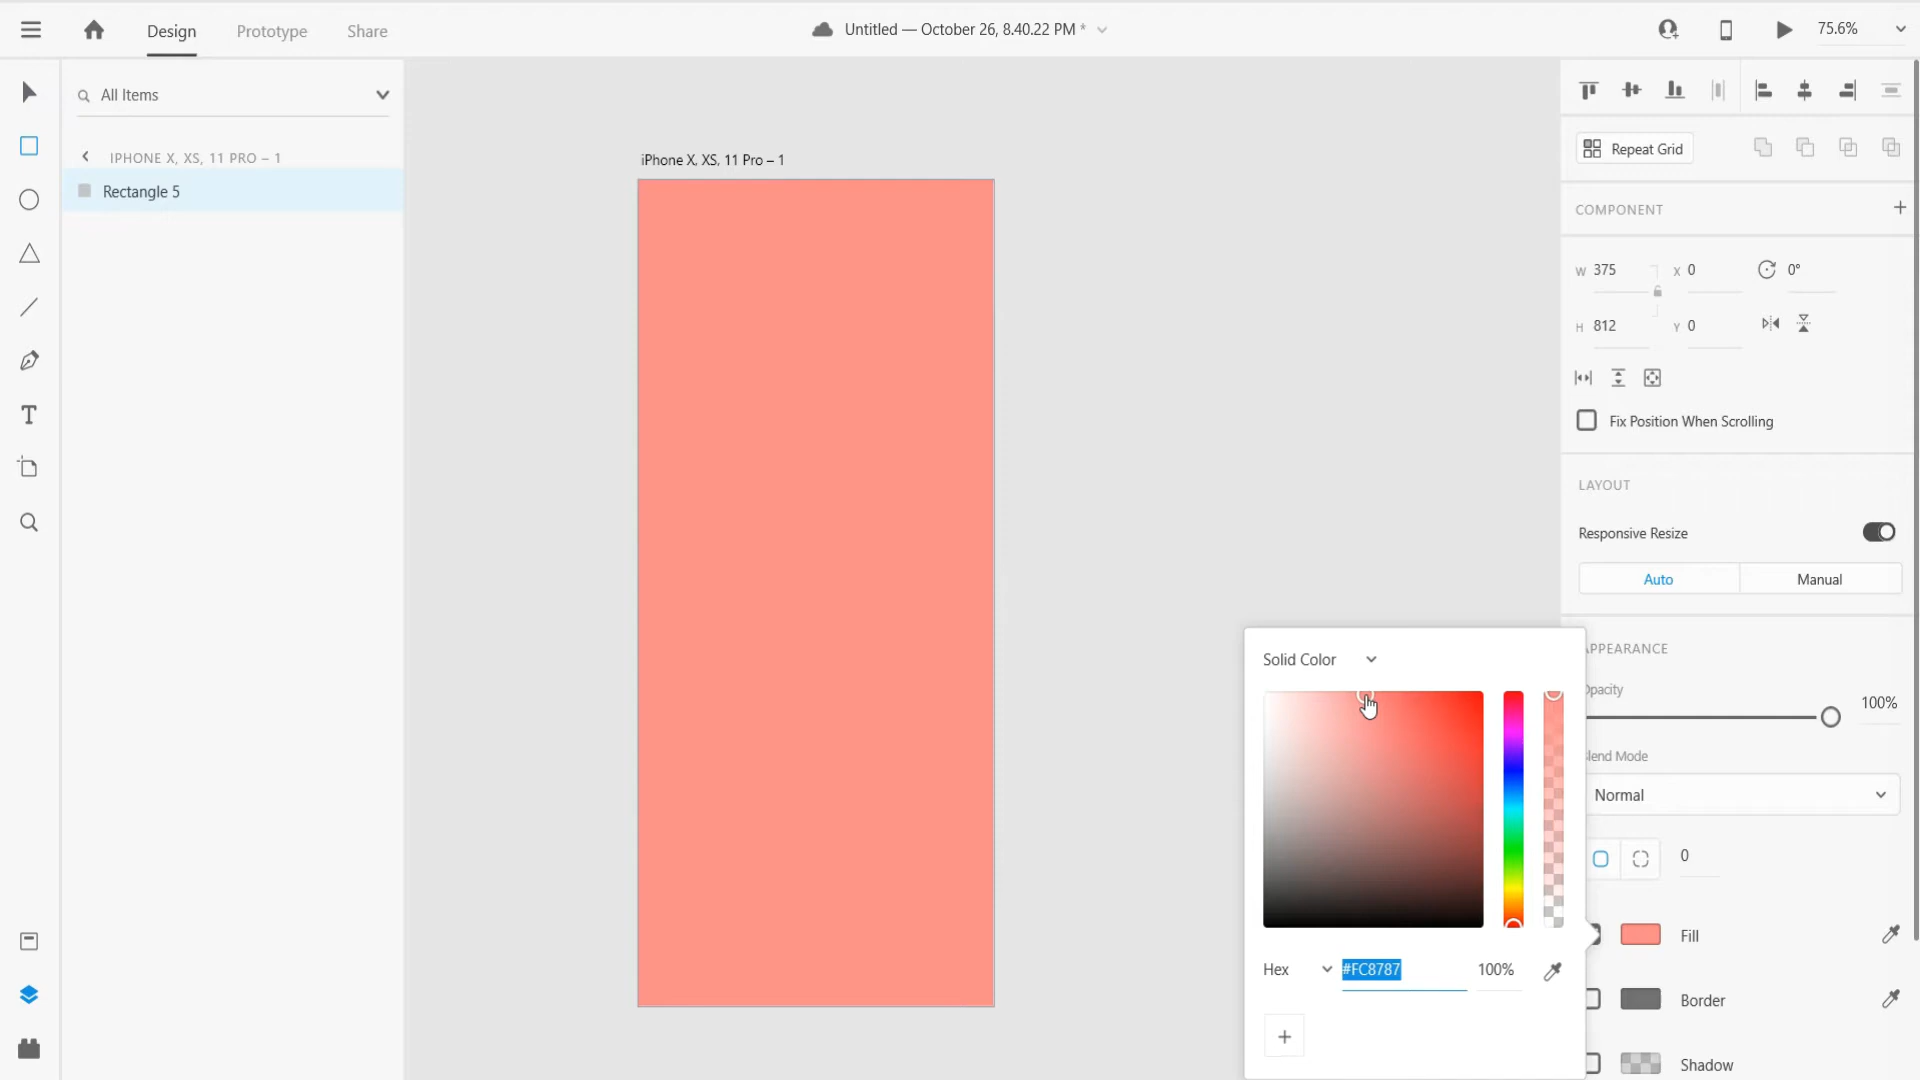 Design Prototype Share
Untitled — October 26, 8.40.22 PM *
75.6%
All Items
IPHONE X, XS, 11 PRO – 1
Rectangle 5
iPhone X, XS, 11 Pro – 1
Repeat Grid
COMPONENT
W 375 X 0 0°
H 812 Y 0
Fix Position When Scrolling
LAYOUT
Responsive Resize
Auto Manual
APPEARANCE
Opacity
100%
Blend Mode
Normal
0
Fill
Border
Shadow
Solid Color
Hex #FC8787 100%